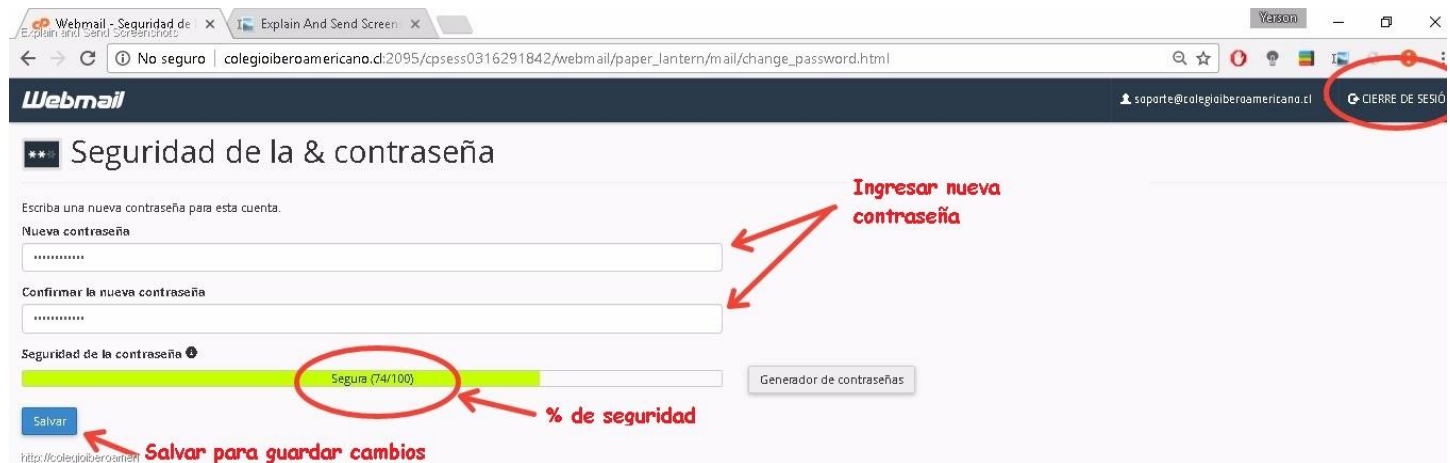 Webmail - Seguridad de
Explain And Send Screen
Yerson
Explain and Send Screenshots
No seguro | colegioiberoamericano.cl:2095/cpsess0316291842/webmail/paper_lantern/mail/change_password.html
Webmail
soporte@colegioiberoamericano.cl
CIERRE DE SESIÓ
Seguridad de la & contraseña
Ingresar nueva
contraseña
Escriba una nueva contraseña para esta cuenta.
Nueva contraseña
Confirmar la nueva contraseña
Seguridad de la contraseña
Segura (74/100)
Generador de contraseñas
% de seguridad
Salvar
Salvar para guardar cambios
http://colegioiberoameri